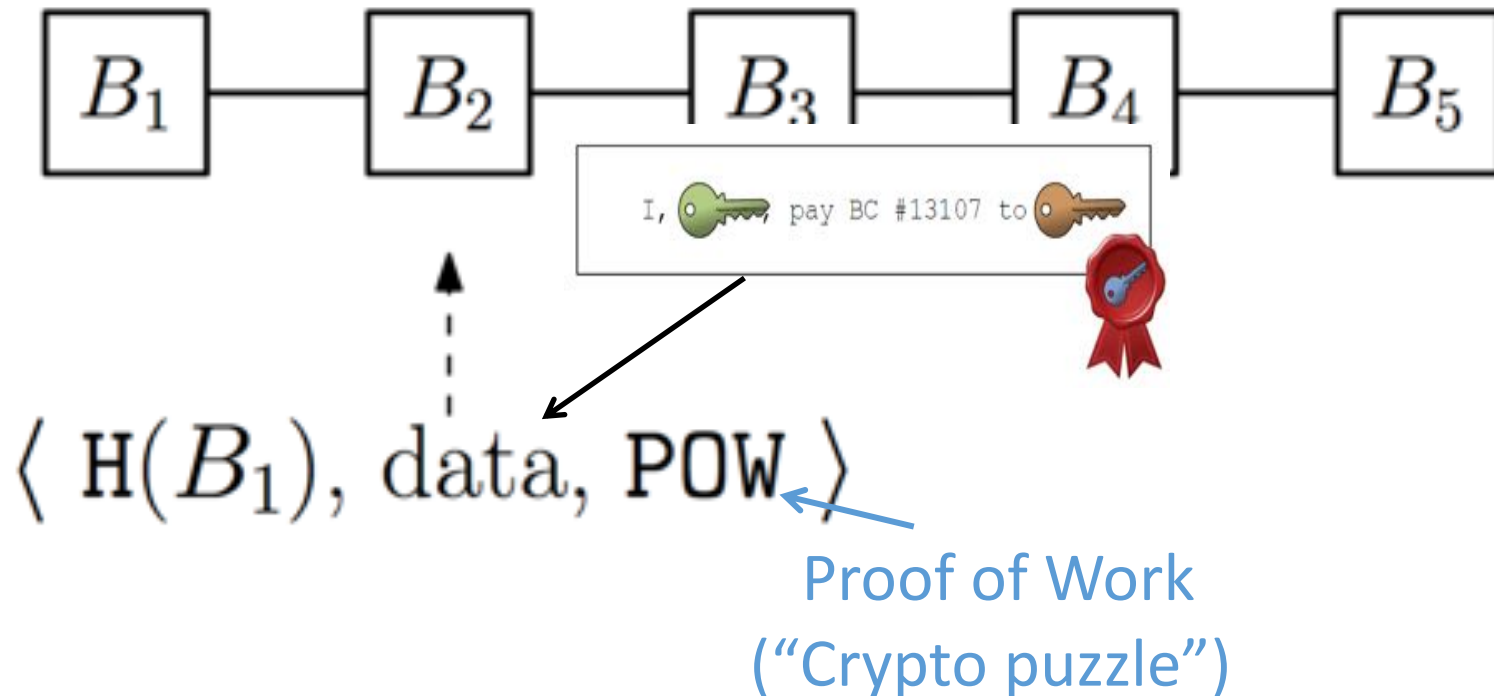 B₁ B₂ B₃ B₄ B₅
I, , pay BC #13107 to
⟨ H(B₁), data, POW ⟩
Proof of Work
(“Crypto puzzle”)